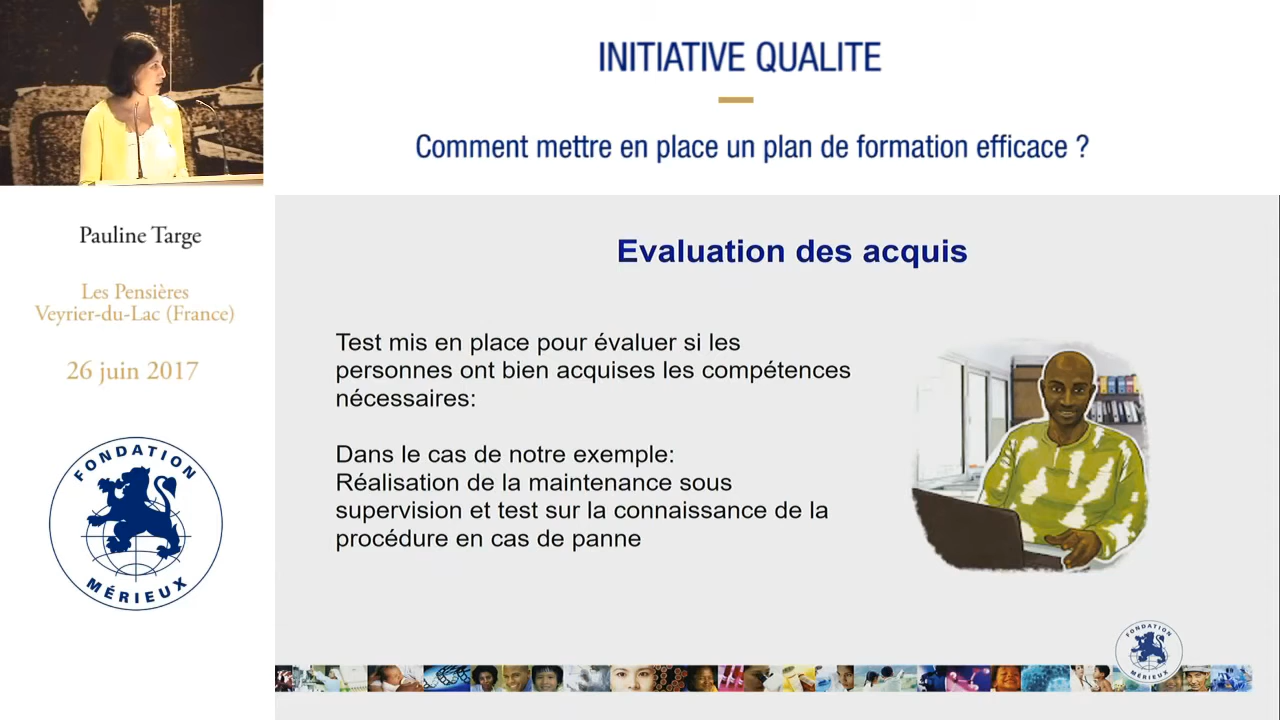 INITIATIVE QUALITE
Comment mettre en place un plan de formation efficace ?
Pauline Targe
Les Pensières
Veyrier-du-Lac (France)
26 juin 2017
FONDATION
MÉRIEUX
Evaluation des acquis
Test mis en place pour évaluer si les
personnes ont bien acquises les compétences
nécessaires:
Dans le cas de notre exemple:
Réalisation de la maintenance sous
supervision et test sur la connaissance de la
procédure en cas de panne
FONDATION
MÉRIEUX